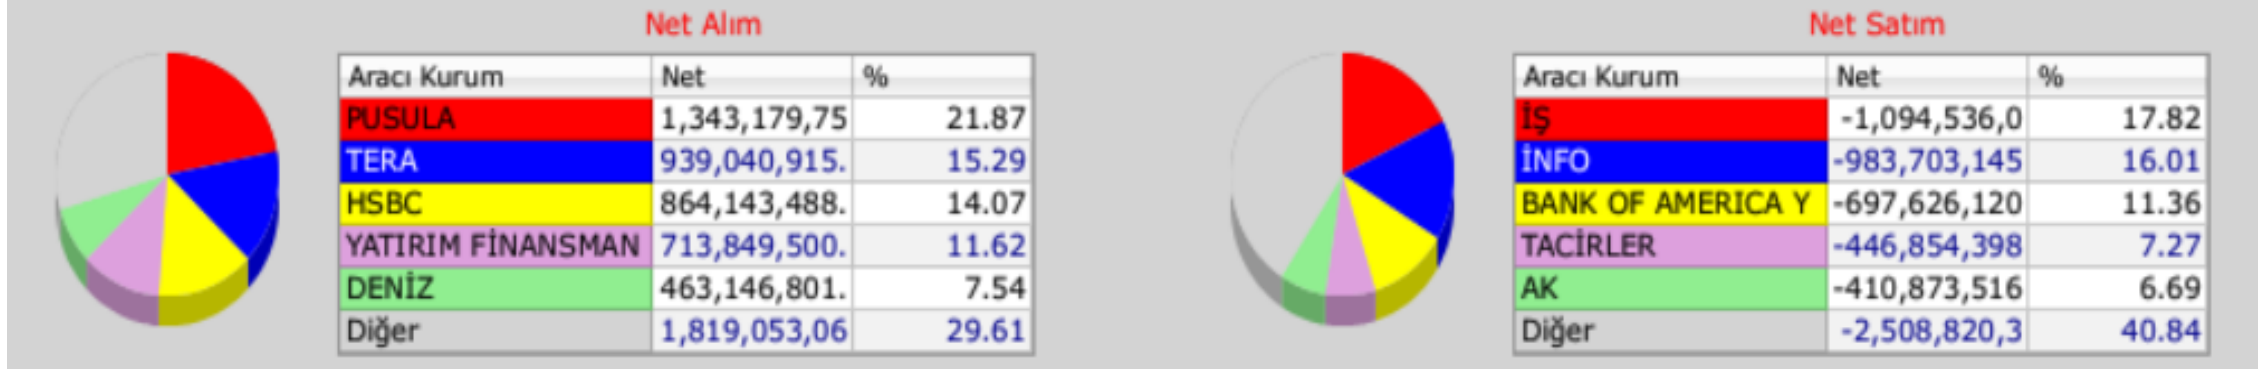 Net Alım
Aracı Kurum Net %
PUSULA 1,343,179,75 21.87
TERA 939,040,915. 15.29
HSBC 864,143,488. 14.07
YATIRIM FİNANSMAN 713,849,500. 11.62
DENİZ 463,146,801. 7.54
Diğer 1,819,053,06 29.61
Net Satım
Aracı Kurum Net %
İŞ -1,094,536,0 17.82
İNFO -983,703,145 16.01
BANK OF AMERICA Y -697,626,120 11.36
TACİRLER -446,854,398 7.27
AK -410,873,516 6.69
Diğer -2,508,820,3 40.84